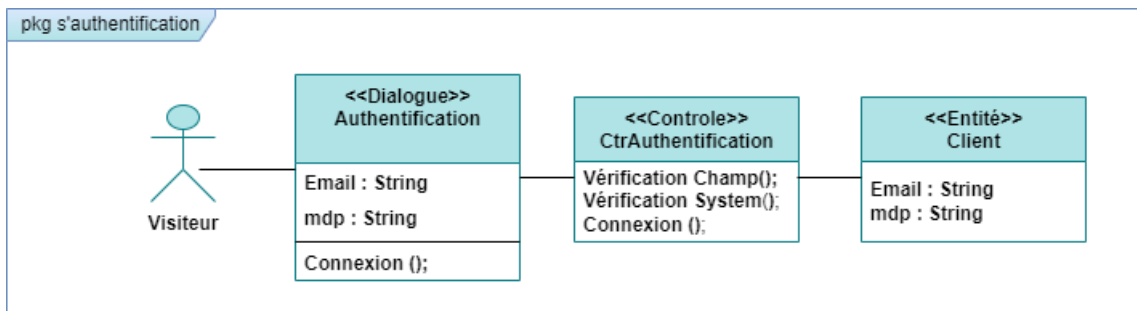 pkg s'authentification
Visiteur
<<Dialogue>>
Authentification
Email : String
mdp : String
Connexion ();
<<Controle>>
CtrAuthentification
Vérification Champ();
Vérification System();
Connexion ();
<<Entité>>
Client
Email : String
mdp : String